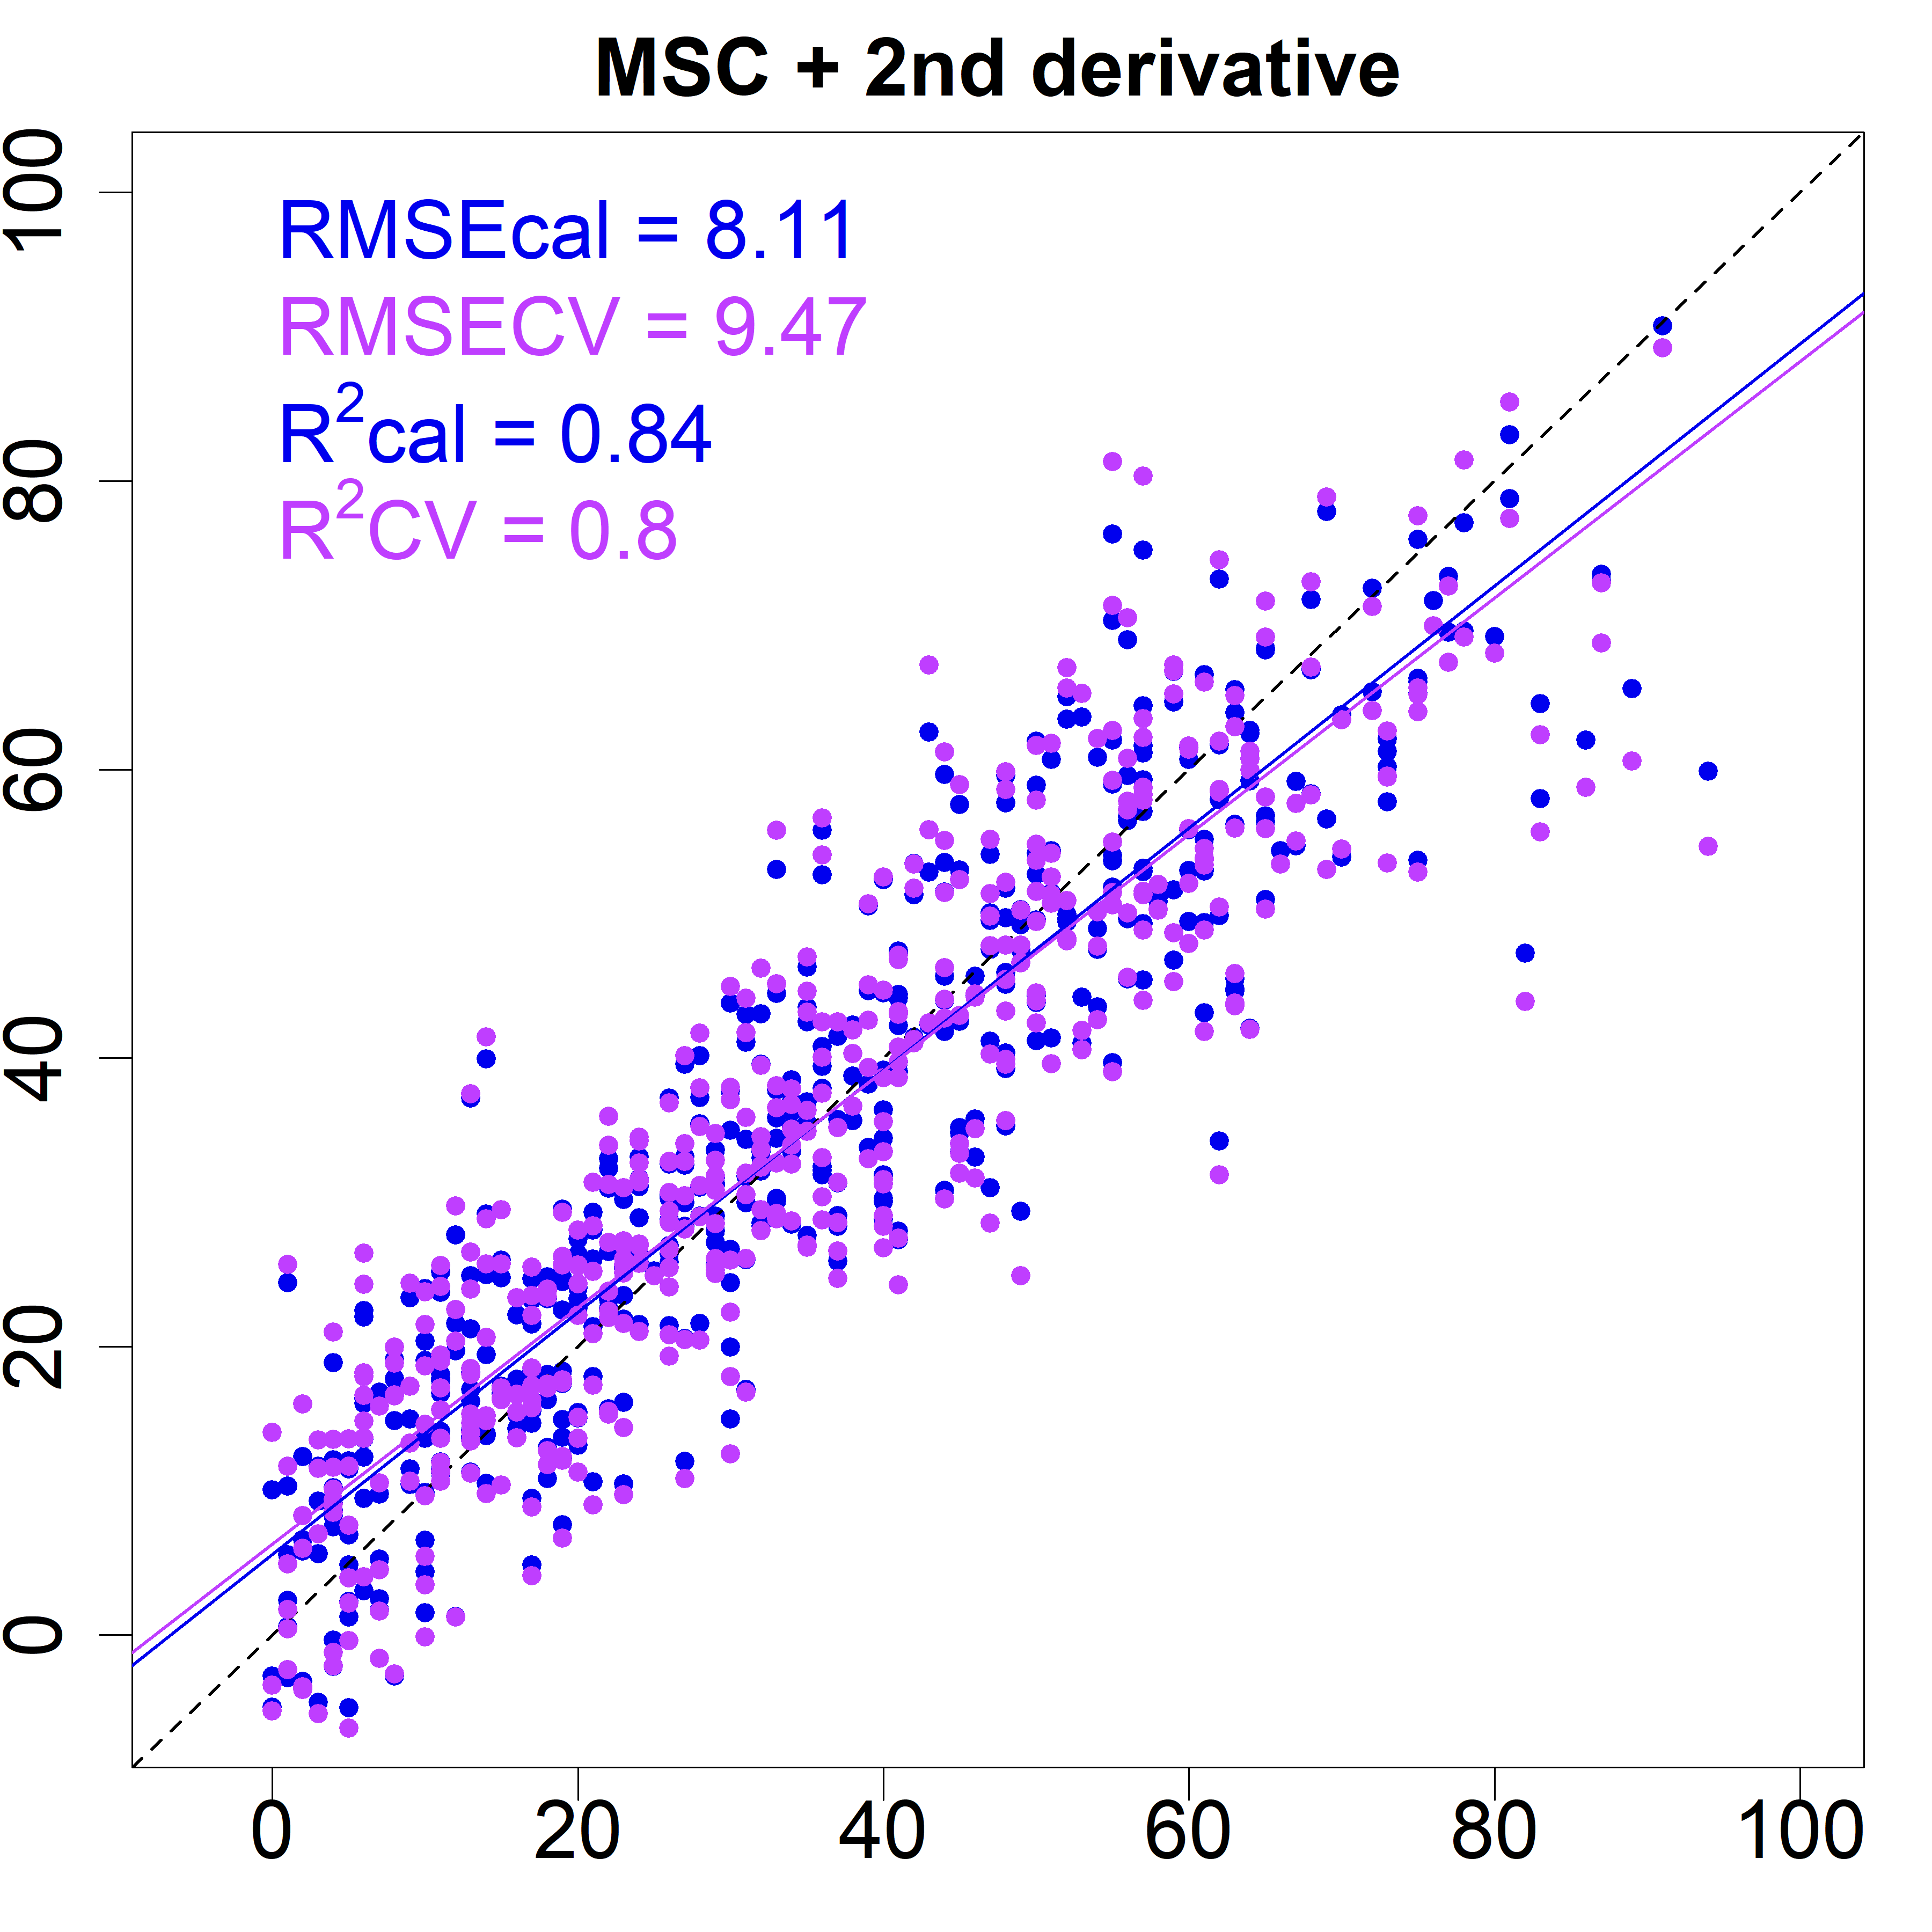 MSC + 2nd derivative
RMSEcal = 8.11
RMSECV = 9.47
R²cal = 0.84
R²CV = 0.8
100
80
60
40
20
0
0 20 40 60 80 100